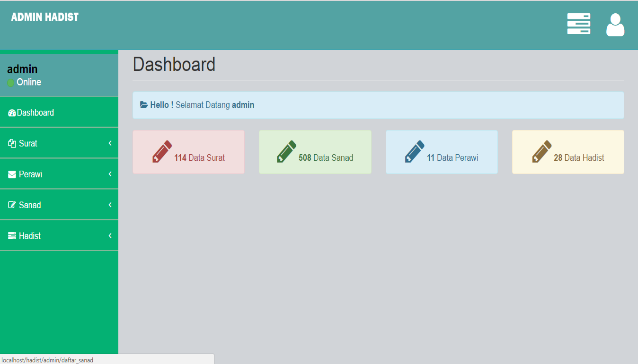 ADMIN HADIST
admin
Online
Dashboard
Surat
Perawi
Sanad
Hadist
Dashboard
Hello ! Selamat Datang admin
114 Data Surat
508 Data Sanad
11 Data Perawi
28 Data Hadist
localhost/hadist/admin/daftar_sanad